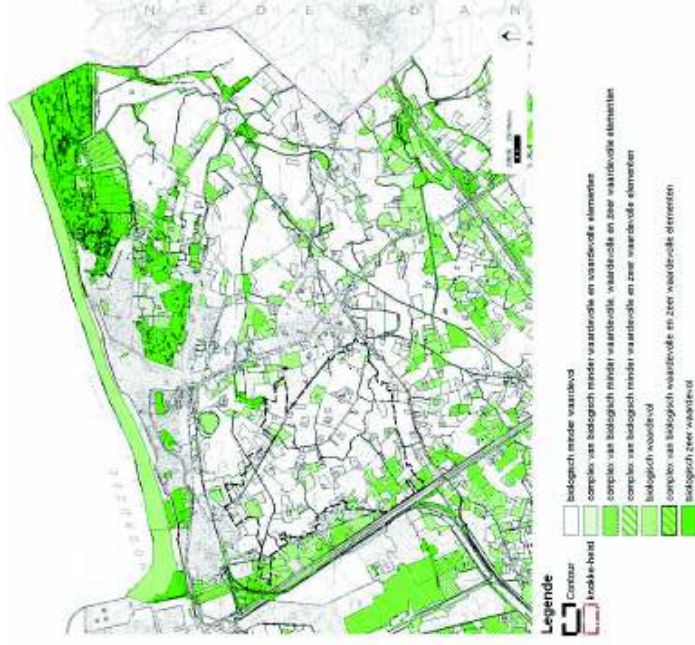 NEDERLAN
NOORDZEE
Legende
Contour
knokke-heist
biologisch minder waardevol
complex van biologisch minder waardevolle en waardevolle elementen
complex van biologisch minder waardevolle, waardevolle en zeer waardevolle elementen
complex van biologisch minder waardevolle en zeer waardevolle elementen
biologisch waardevol
complex van biologisch waardevolle en zeer waardevolle elementen
biologisch zeer waardevol